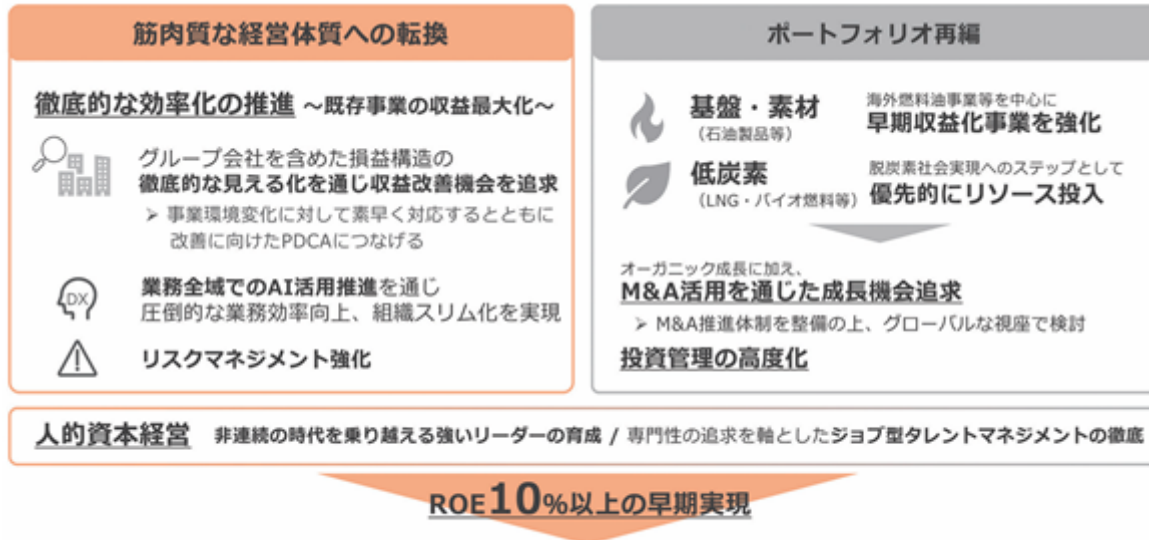 筋肉質な経営体質への転換
徹底的な効率化の推進 ～既存事業の収益最大化～
グループ会社を含めた損益構造の
徹底的な見える化を通じ収益改善機会を追求
➢ 事業環境変化に対して素早く対応するとともに
改善に向けたPDCAにつなげる
DX
業務全域でのAI活用推進を通じ
圧倒的な業務効率向上、組織スリム化を実現
リスクマネジメント強化
ポートフォリオ再編
基盤・素材
（石油製品等）
海外燃料油事業等を中心に
早期収益化事業を強化
低炭素
（LNG・バイオ燃料等）
脱炭素社会実現へのステップとして
優先的にリソース投入
オーガニック成長に加え、
M&A活用を通じた成長機会追求
➢ M&A推進体制を整備の上、グローバルな視座で検討
投資管理の高度化
人的資本経営 非連続の時代を乗り越える強いリーダーの育成 / 専門性の追求を軸としたジョブ型タレントマネジメントの徹底
ROE10%以上の早期実現